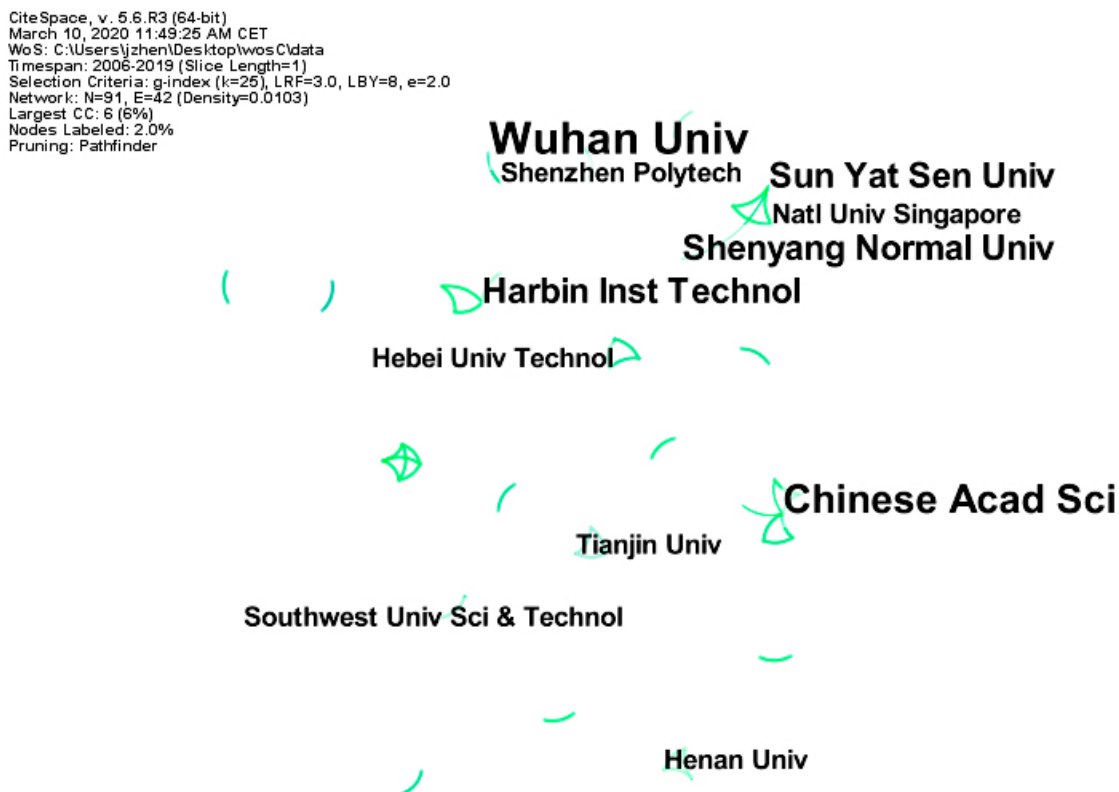 CiteSpace, v. 5.6.R3 (64-bit)
March 10, 2020 11:49:25 AM CET
WoS: C:\Users\jzhen\Desktop\wosC\data
Timespan: 2006-2019 (Slice Length=1)
Selection Criteria: g-index (k=25), LRF=3.0, LBY=8, e=2.0
Network: N=91, E=42 (Density=0.0103)
Largest CC: 6 (6%)
Nodes Labeled: 2.0%
Pruning: Pathfinder
Wuhan Univ
Shenzhen Polytech
Sun Yat Sen Univ
Natl Univ Singapore
Shenyang Normal Univ
Harbin Inst Technol
Hebei Univ Technol
Chinese Acad Sci
Tianjin Univ
Southwest Univ Sci & Technol
Henan Univ